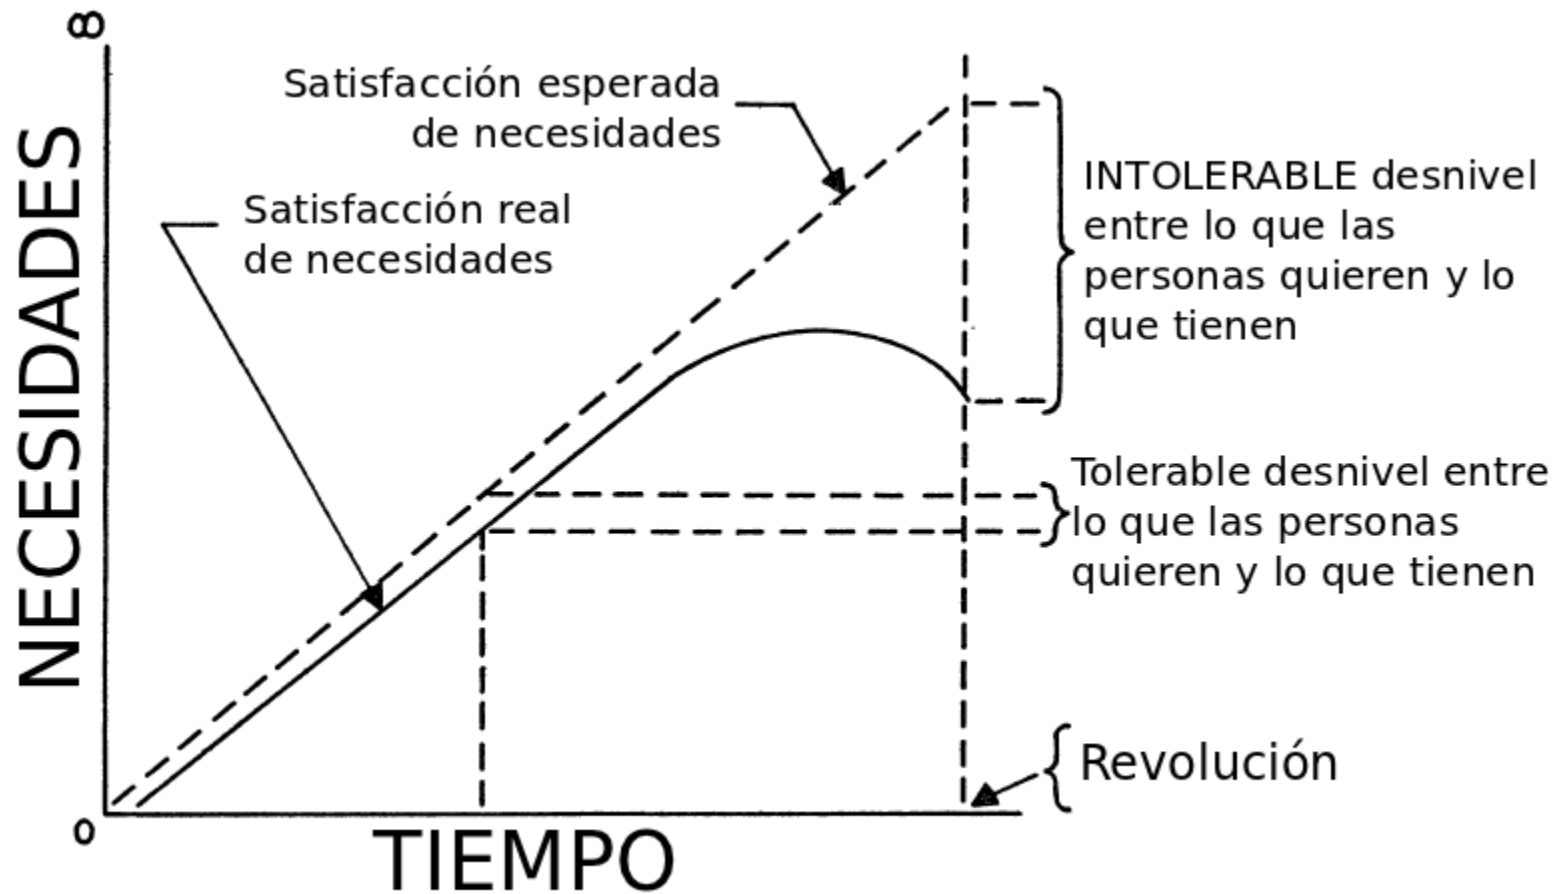 ∞
NECESIDADES
Satisfacción esperada
de necesidades
Satisfacción real
de necesidades
INTOLERABLE desnivel
entre lo que las
personas quieren y lo
que tienen
Tolerable desnivel entre
lo que las personas
quieren y lo que tienen
Revolución
0
TIEMPO